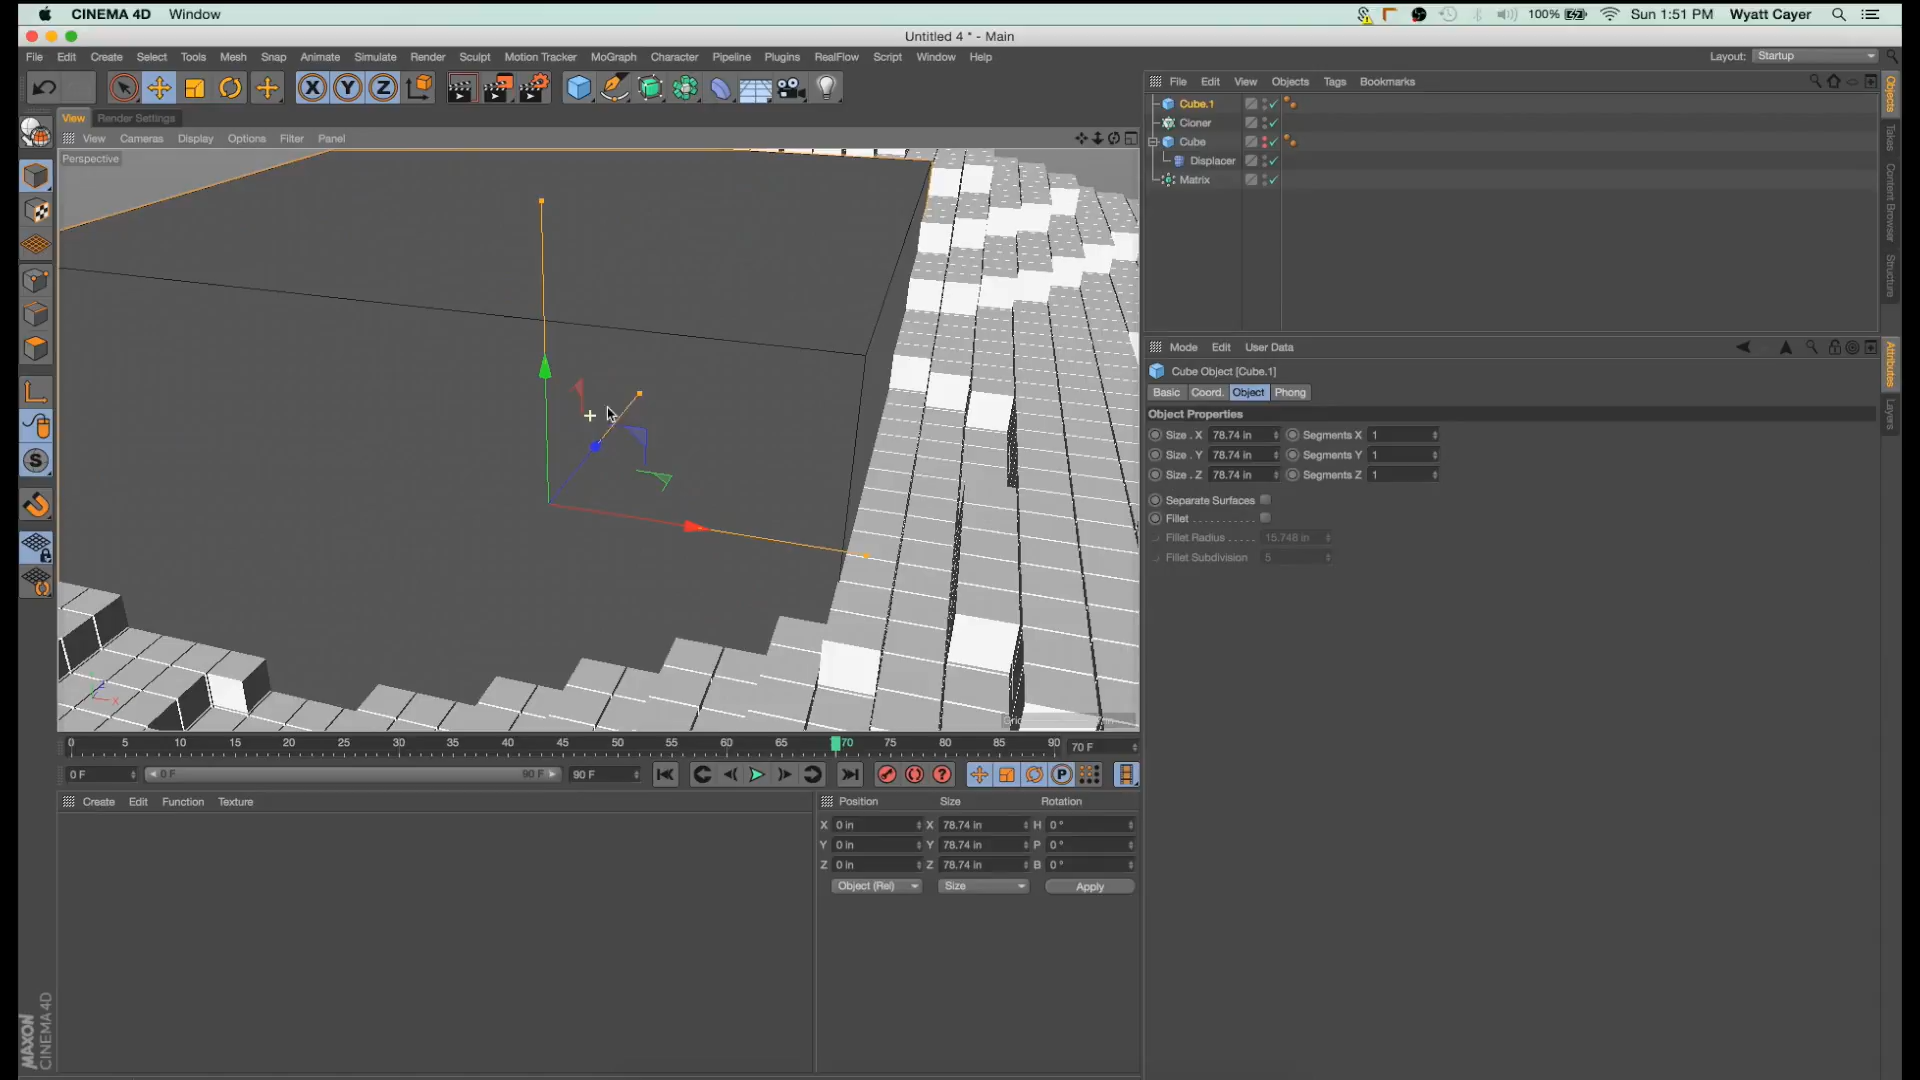 CINEMA 4D Window 100% Sun 1:51 PM Wyatt Cayer
Untitled 4 * - Main
File Edit Create Select Tools Mesh Snap Animate Simulate Render Sculpt Motion Tracker MoGraph Character Pipeline Plugins RealFlow Script Window Help Layout: Startup
X Y Z
File Edit View Objects Tags Bookmarks
View Render Settings
View Cameras Display Options Filter Panel
Perspective
Cube.1
Cloner
Cube
Displacer
Matrix
Objects
Takes
Content Browser
Structure
Mode Edit User Data
Cube Object [Cube.1]
Basic Coord. Object Phong
Object Properties
Size . X 78.74 in Segments X 1
Size . Y 78.74 in Segments Y 1
Size . Z 78.74 in Segments Z 1
Separate Surfaces
Fillet
Fillet Radius 15.748 in
Fillet Subdivision 5
Attributes
Layers
0 5 10 15 20 25 30 35 40 45 50 55 60 65 70 75 80 85 90 70 F
0 F 0 F 90 F 90 F
Create Edit Function Texture
Position Size Rotation
X 0 in X 78.74 in H 0 °
Y 0 in Y 78.74 in P 0 °
Z 0 in Z 78.74 in B 0 °
Object (Rel) Size Apply
MAXON
CINEMA 4D